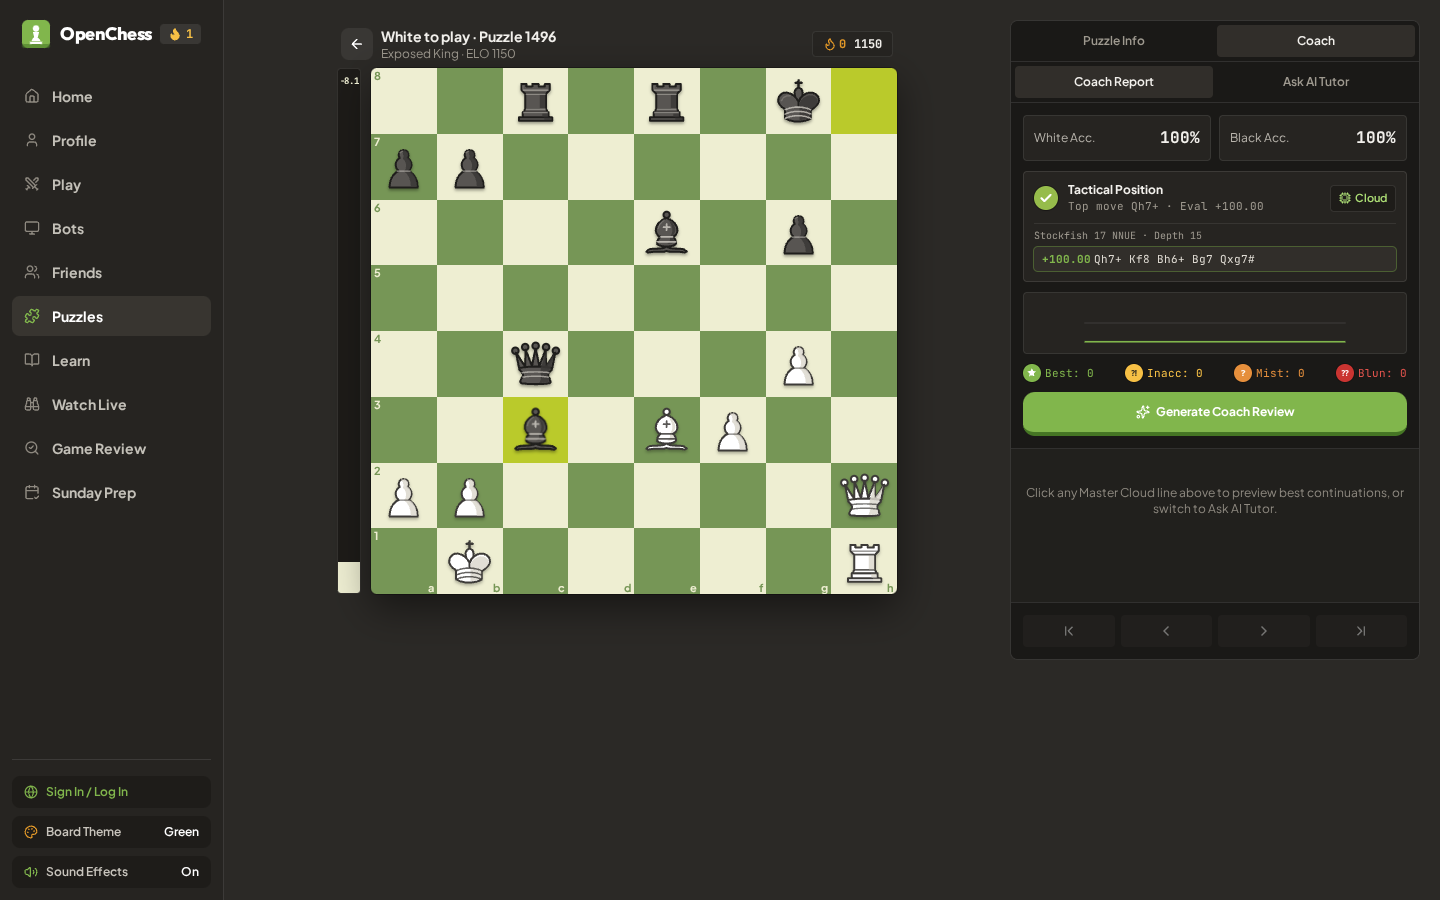 OpenChess
1
Home
Profile
Play
Bots
Friends
Puzzles
Learn
Watch Live
Game Review
Sunday Prep
Sign In / Log In
Board Theme Green
Sound Effects On
White to play · Puzzle 1496
Exposed King · ELO 1150
0 1150
-8.1
8
7
6
5
4
3
2
1
a b c d e f g h
Puzzle Info Coach
Coach Report Ask AI Tutor
White Acc. 100% Black Acc. 100%
Tactical Position
Top move Qh7+ · Eval +100.00
Cloud
Stockfish 17 NNUE · Depth 15
+100.00 Qh7+ Kf8 Bh6+ Bg7 Qxg7#
Best: 0 ?! Inacc: 0 ? Mist: 0 ?? Blun: 0
Generate Coach Review
Click any Master Cloud line above to preview best continuations, or
switch to Ask AI Tutor.